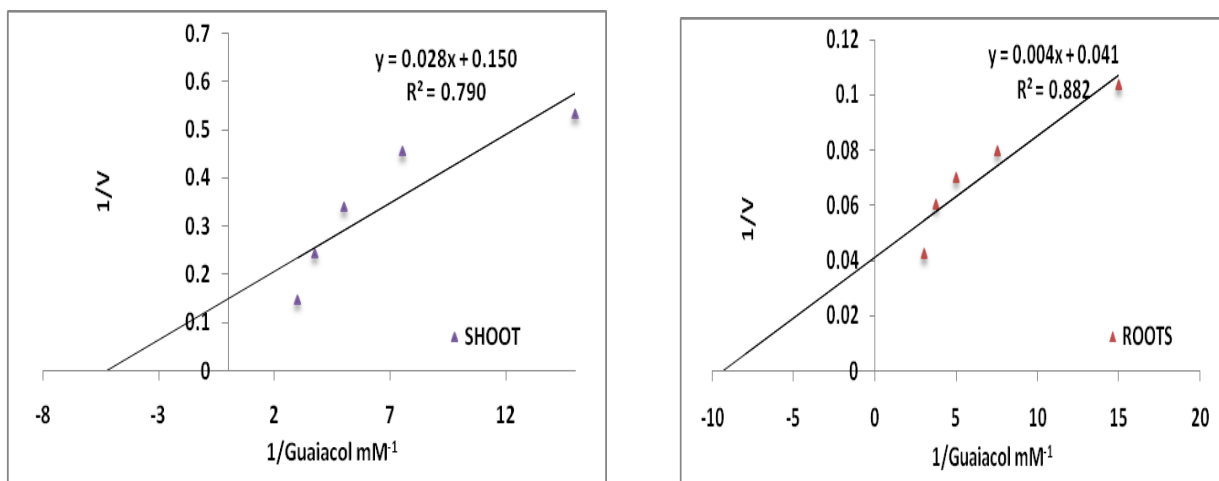 0.7
0.6
0.5
0.4
0.3
0.2
0.1
0
1/V
y = 0.028x + 0.150
R² = 0.790
SHOOT
-8 -3 2 7 12
1/Guaiacol mM⁻¹
0.12
0.1
0.08
0.06
0.04
0.02
0
1/V
y = 0.004x + 0.041
R² = 0.882
ROOTS
-10 -5 0 5 10 15 20
1/Guaiacol mM⁻¹